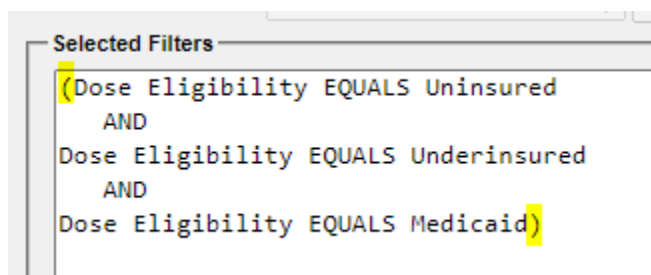 Selected Filters
(Dose Eligibility EQUALS Uninsured
AND
Dose Eligibility EQUALS Underinsured
AND
Dose Eligibility EQUALS Medicaid)